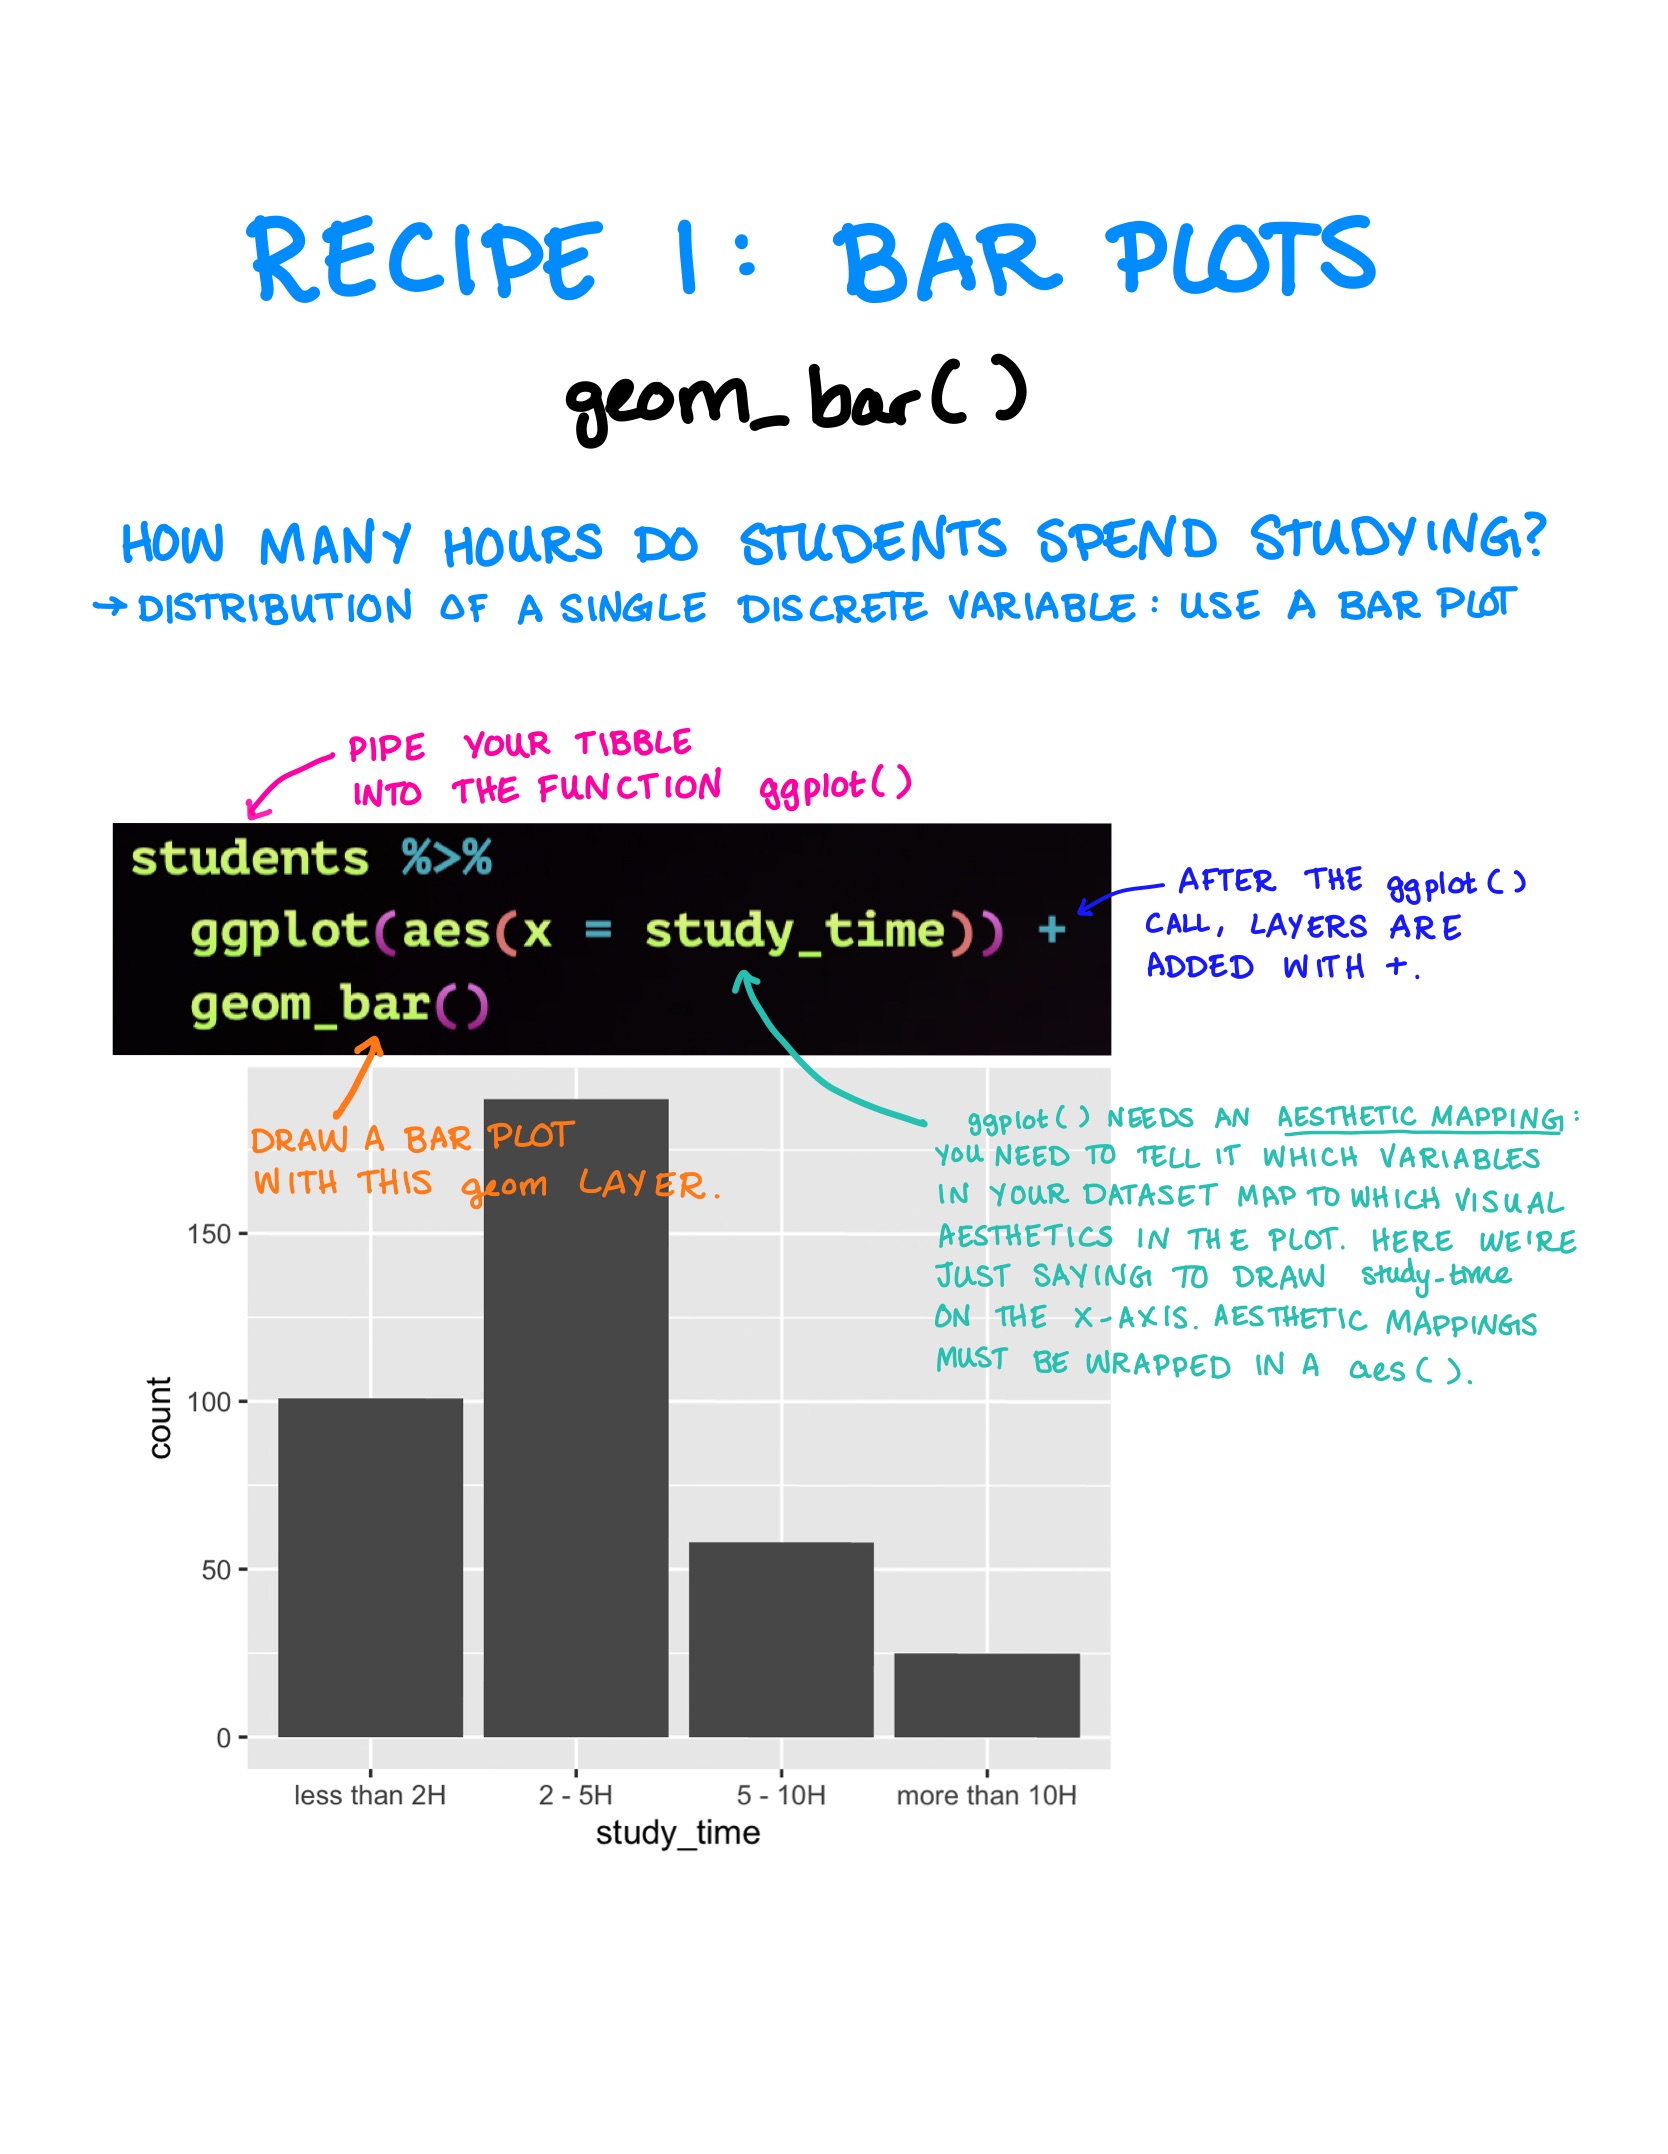 RECIPE 1: BAR PLOTS
geom_bar()
HOW MANY HOURS DO STUDENTS SPEND STUDYING?
→ DISTRIBUTION OF A SINGLE DISCRETE VARIABLE: USE A BAR PLOT
PIPE YOUR TIBBLE
INTO THE FUNCTION ggplot()
students %>%
ggplot(aes(x = study_time)) +
geom_bar()
AFTER THE ggplot()
CALL, LAYERS ARE
ADDED WITH +.
DRAW A BAR PLOT
WITH THIS geom LAYER.
ggplot() NEEDS AN AESTHETIC MAPPING:
YOU NEED TO TELL IT WHICH VARIABLES
IN YOUR DATASET MAP TO WHICH VISUAL
AESTHETICS IN THE PLOT. HERE WE'RE
JUST SAYING TO DRAW study_time
ON THE X-AXIS. AESTHETIC MAPPINGS
MUST BE WRAPPED IN A aes().
count
150
100
50
0
less than 2H
2 - 5H
5 - 10H
more than 10H
study_time